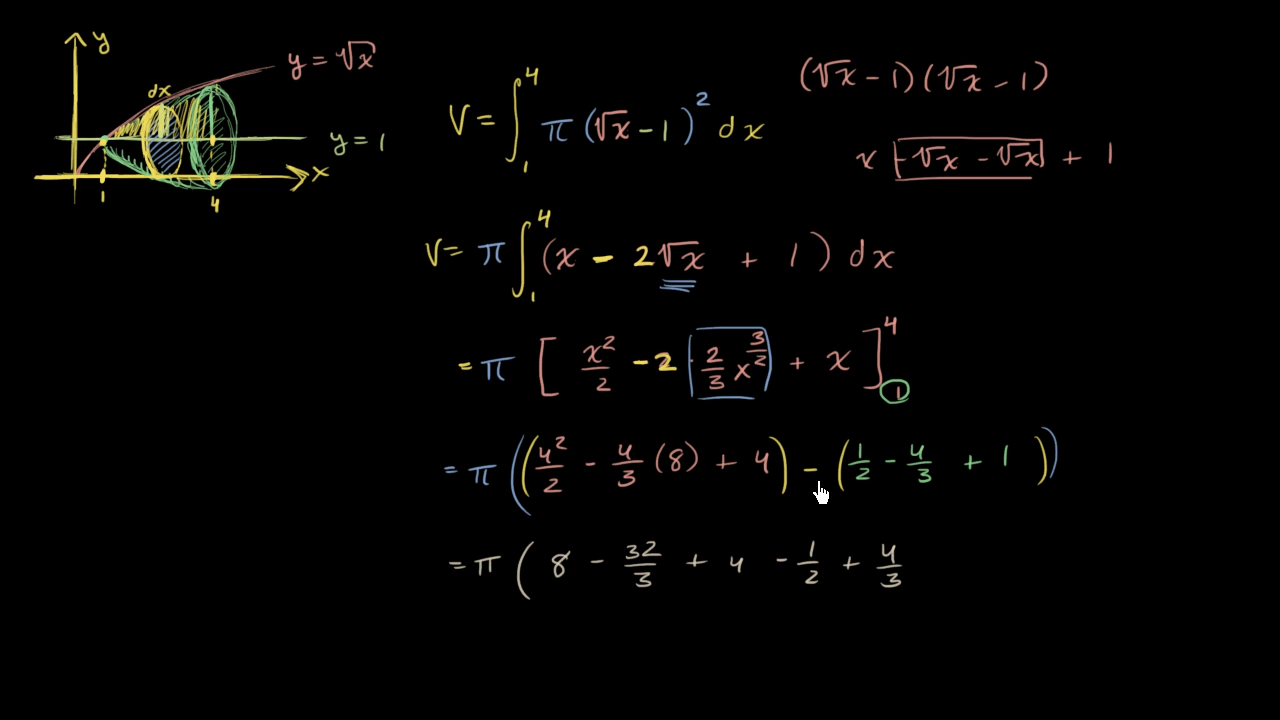 y
y = √x
dx
y = 1
x
1
4
V = ∫₁⁴ π (√x - 1)² dx
(√x - 1)(√x - 1)
x - √x - √x + 1
V = π ∫₁⁴ (x - 2√x + 1) dx
= π [ x²/2 - 2 · 2/3 x^(3/2) + x ]₁⁴
= π ( ( 4²/2 - 4/3 (8) + 4 ) - ( 1/2 - 4/3 + 1 ) )
= π ( 8 - 32/3 + 4 - 1/2 + 4/3